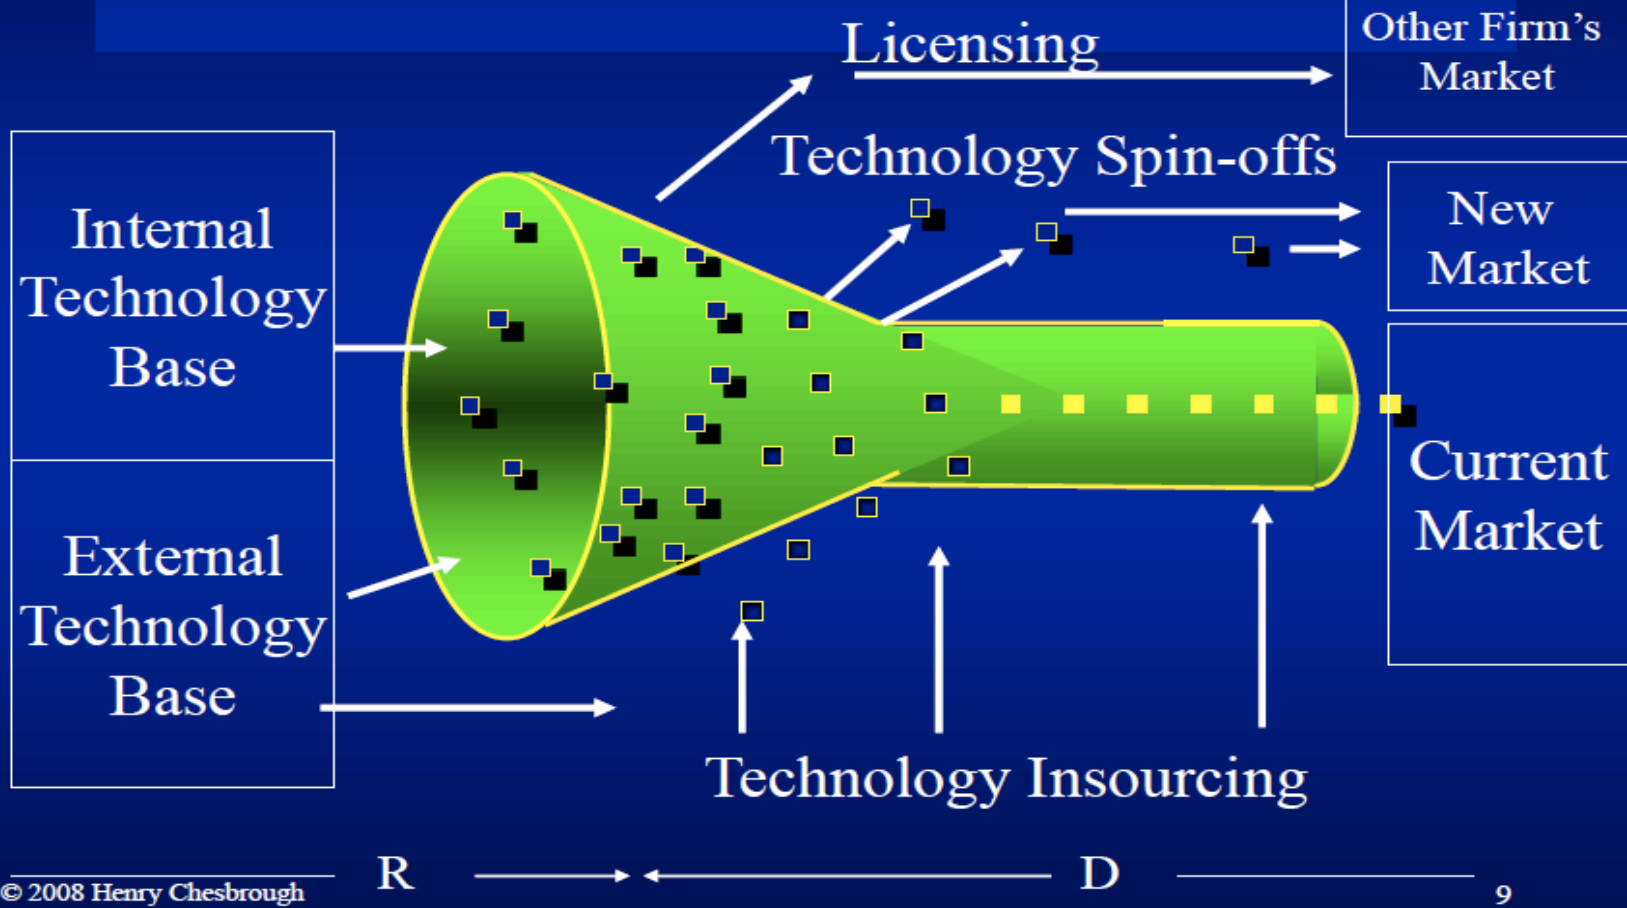 Licensing
Other Firm’s
Market
Technology Spin-offs
New
Market
Internal
Technology
Base
Current
Market
External
Technology
Base
Technology Insourcing
R
D
© 2008 Henry Chesbrough
9